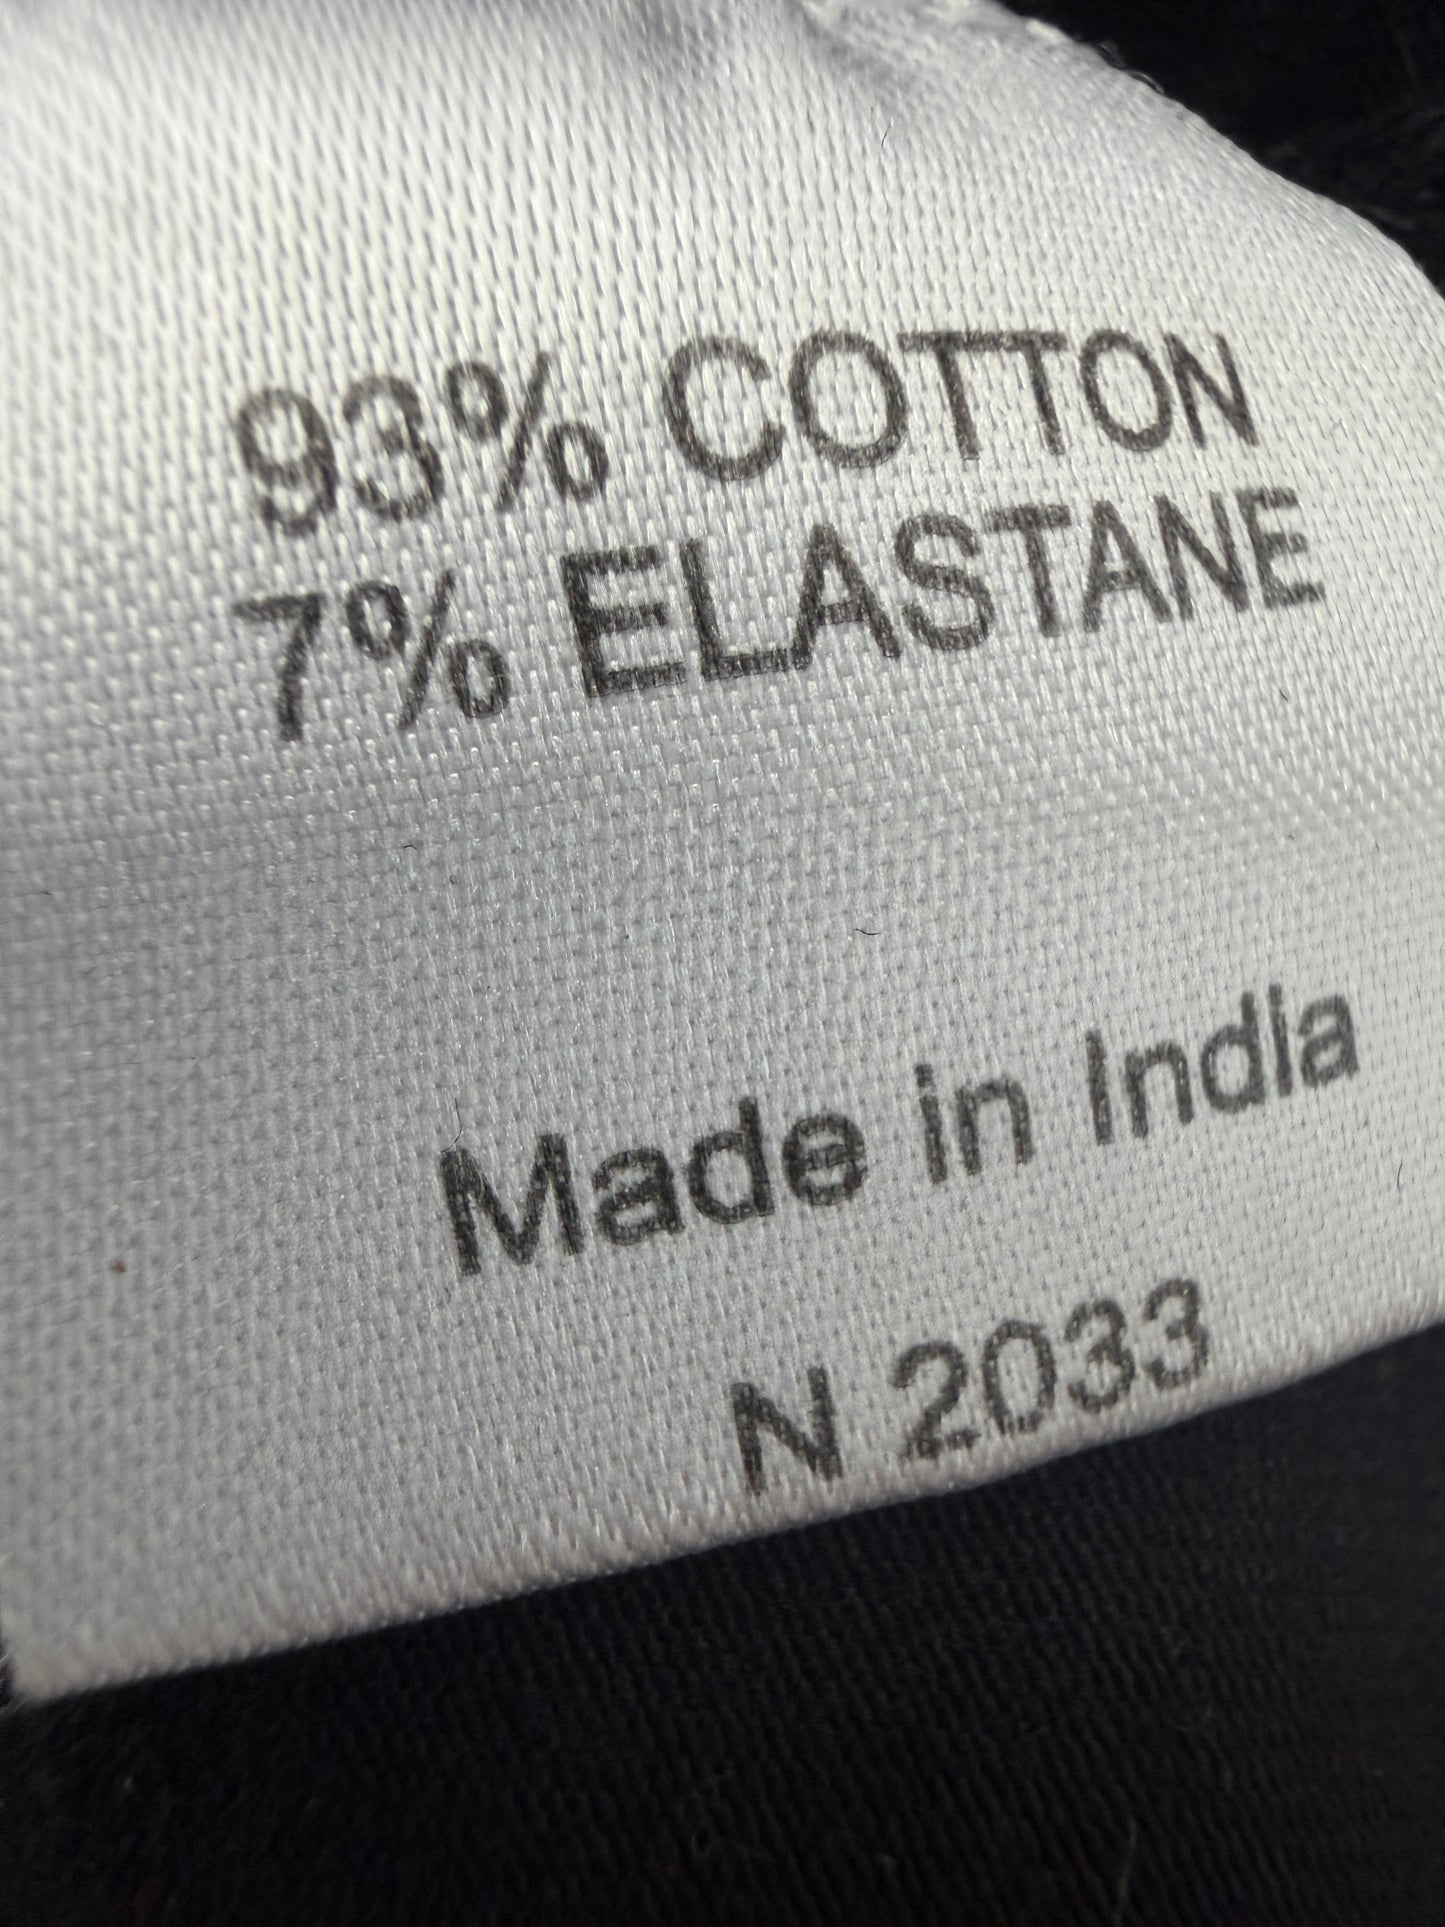 93% COTTON
7% ELASTANE
Made in India
N 2033